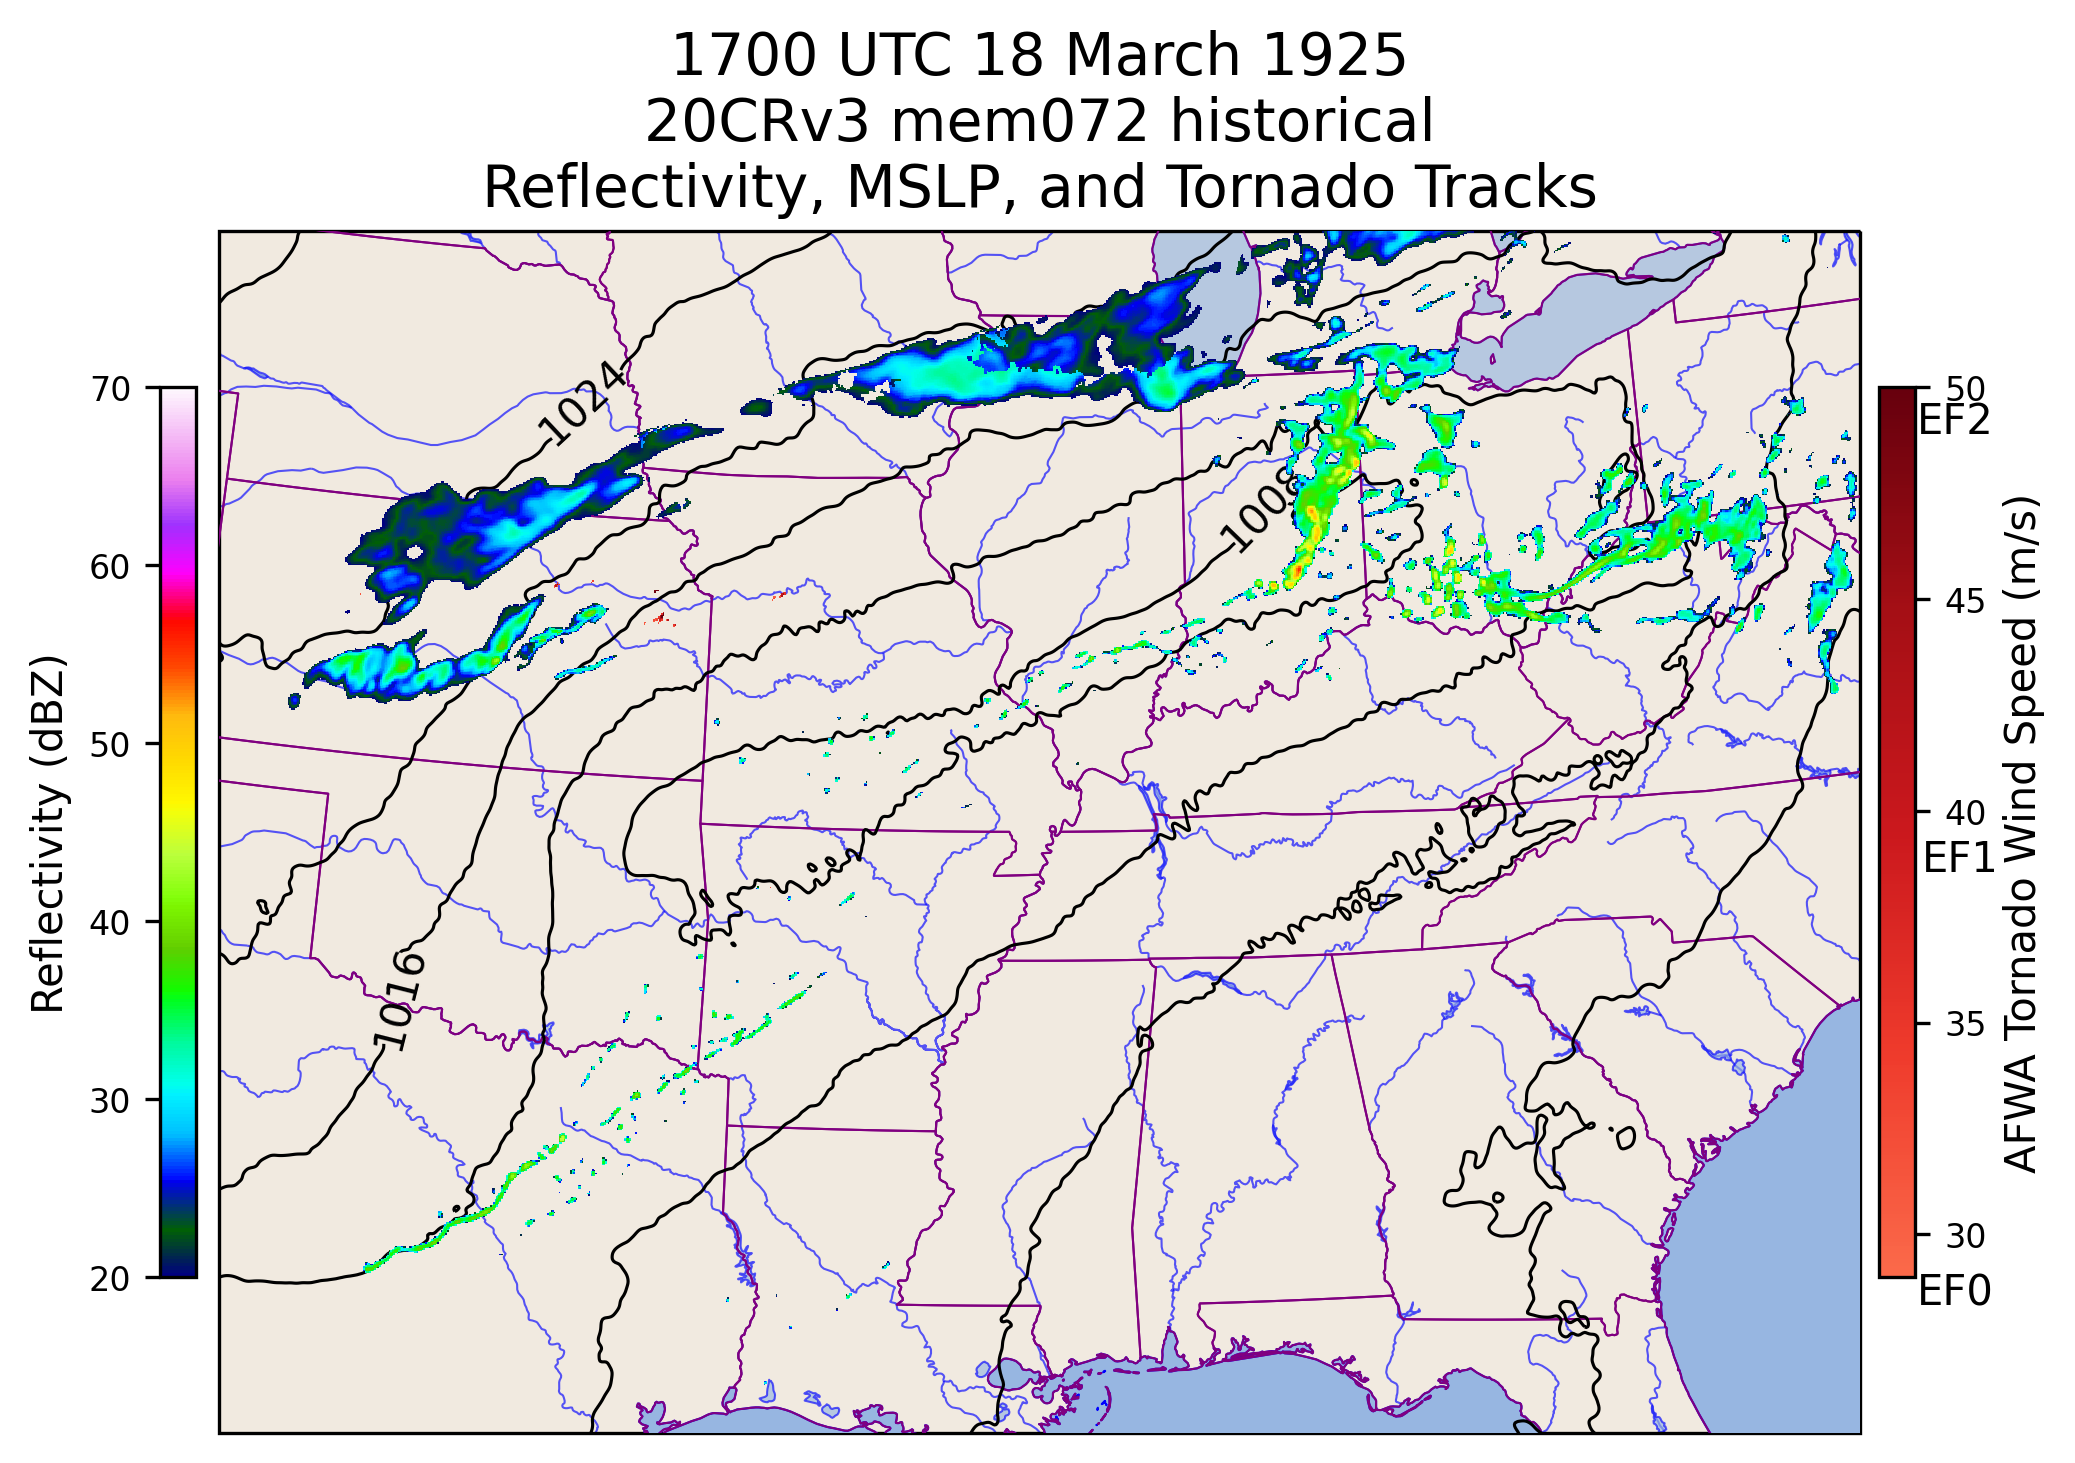 1700 UTC 18 March 1925
20CRv3 mem072 historical
Reflectivity, MSLP, and Tornado Tracks
70
60
50
40
30
20
Reflectivity (dBZ)
1024
1008
1016
50
EF2
45
40
EF1
35
30
EF0
AFWA Tornado Wind Speed (m/s)